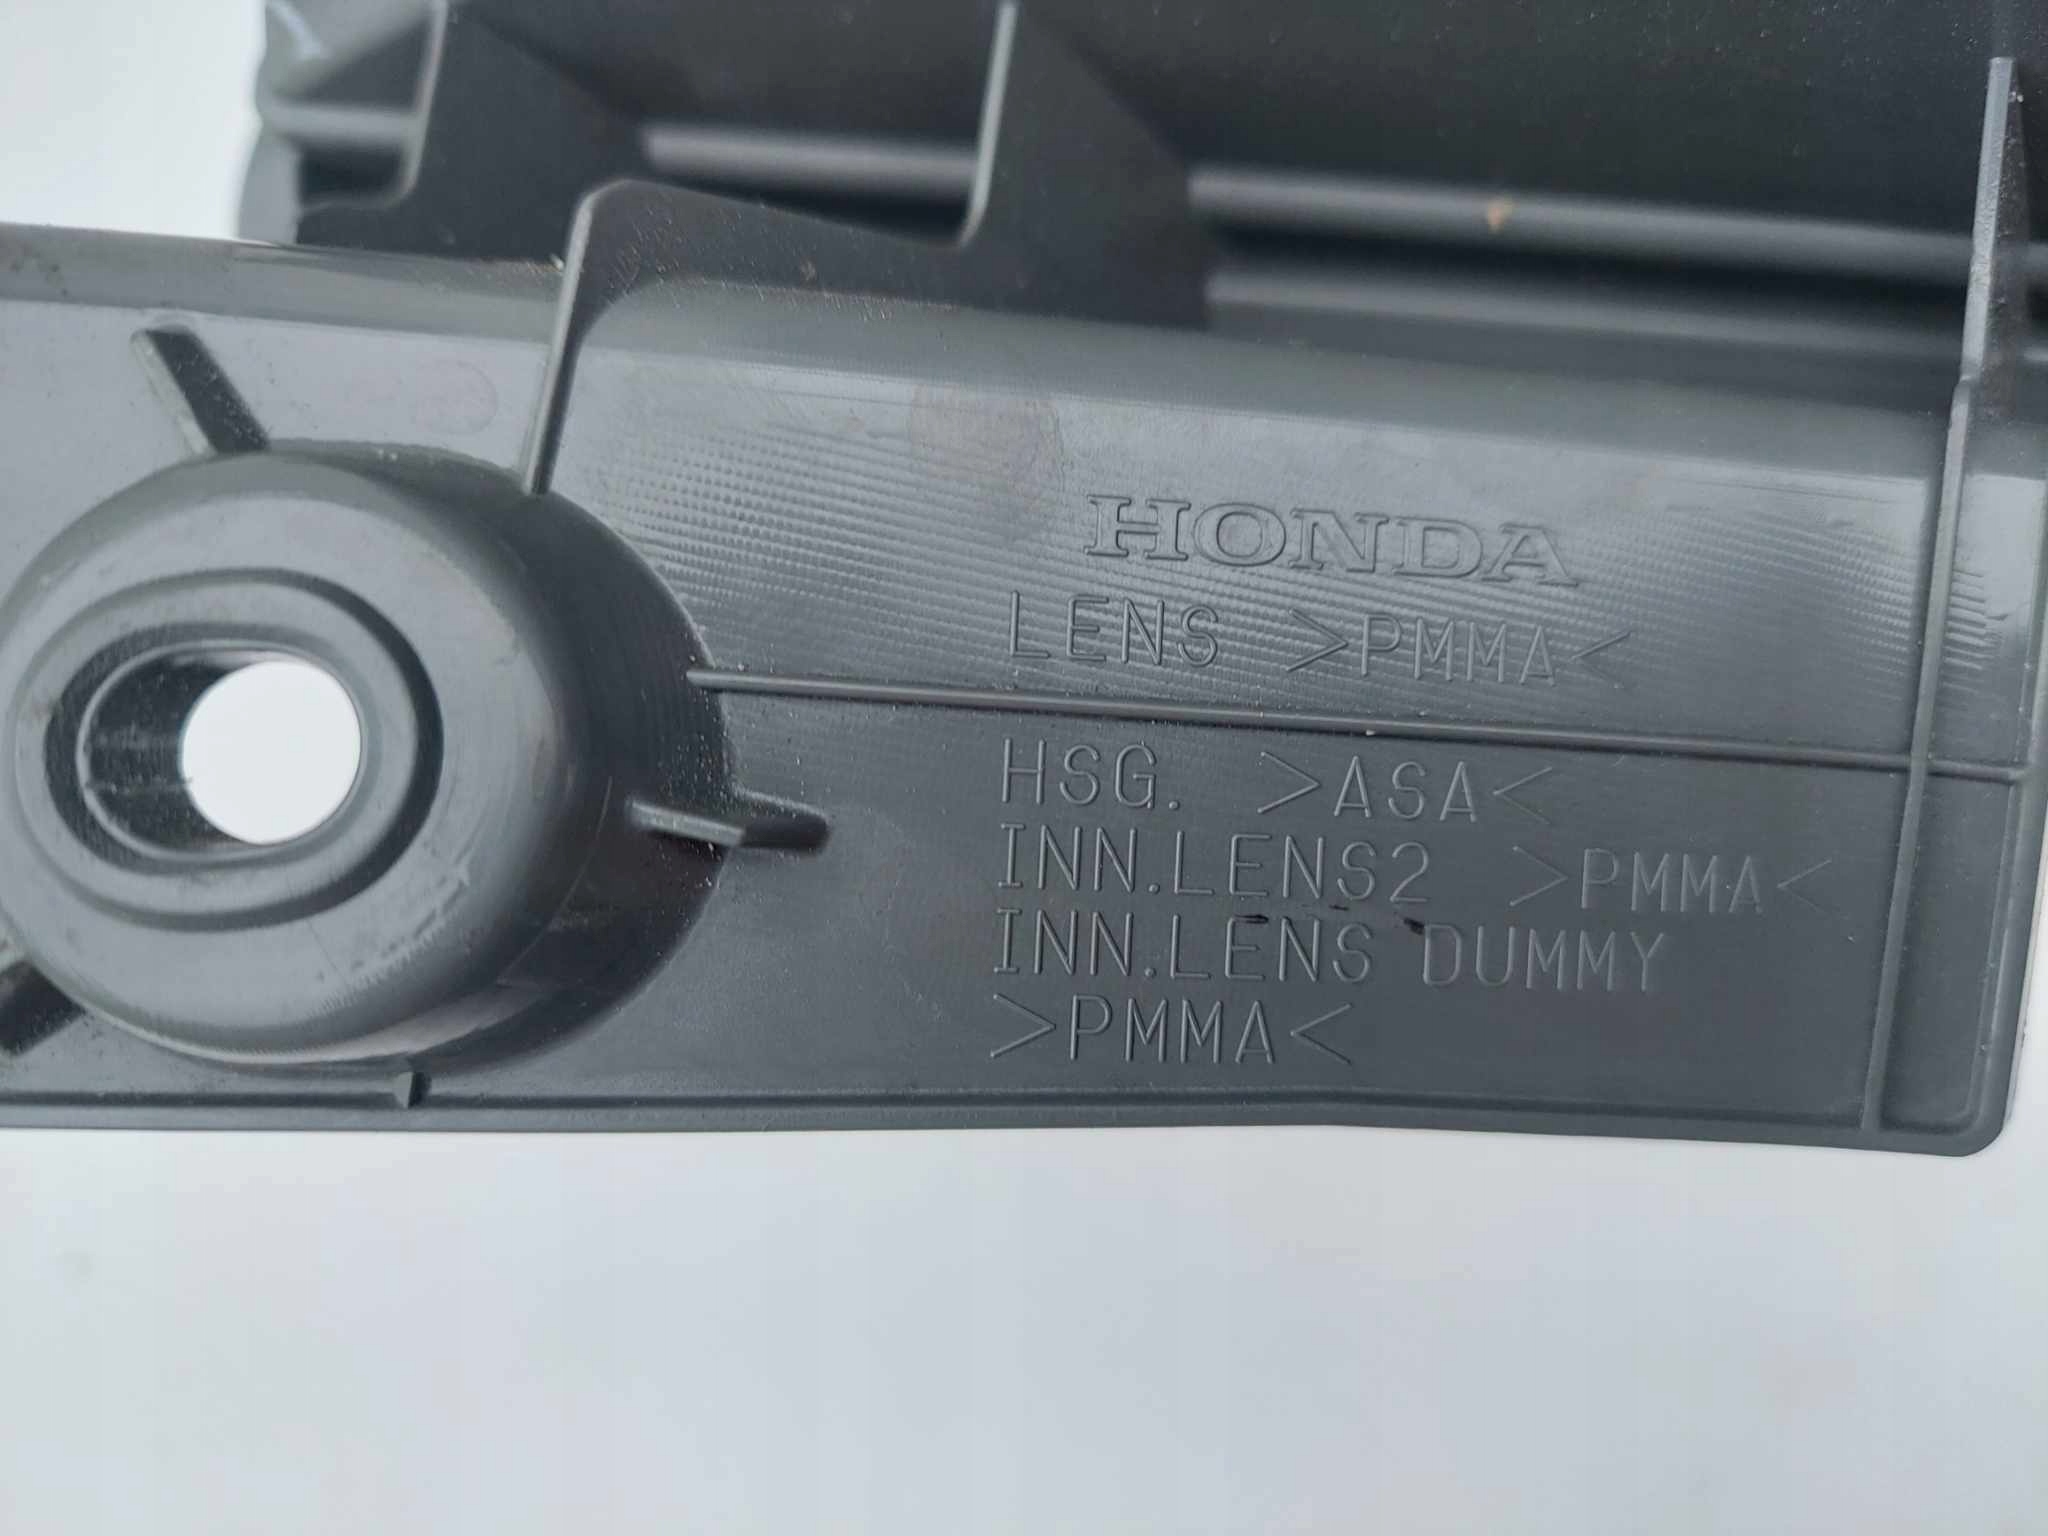 HONDA
LENS >PMMA<
HSG. >ASA<
INN.LENS2 >PMMA<
INN.LENS DUMMY
>PMMA<